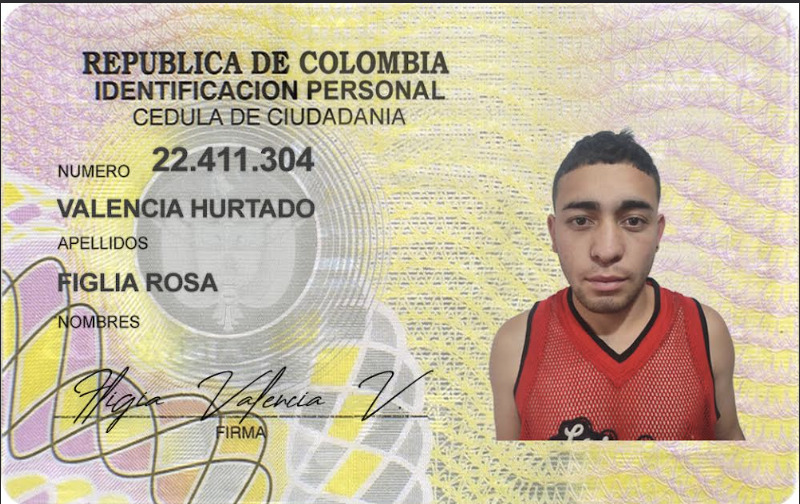 REPUBLICA DE COLOMBIA
IDENTIFICACION PERSONAL
CEDULA DE CIUDADANIA
NUMERO 22.411.304
VALENCIA HURTADO
APELLIDOS
FIGLIA ROSA
NOMBRES
Fligia Valencia V.
FIRMA